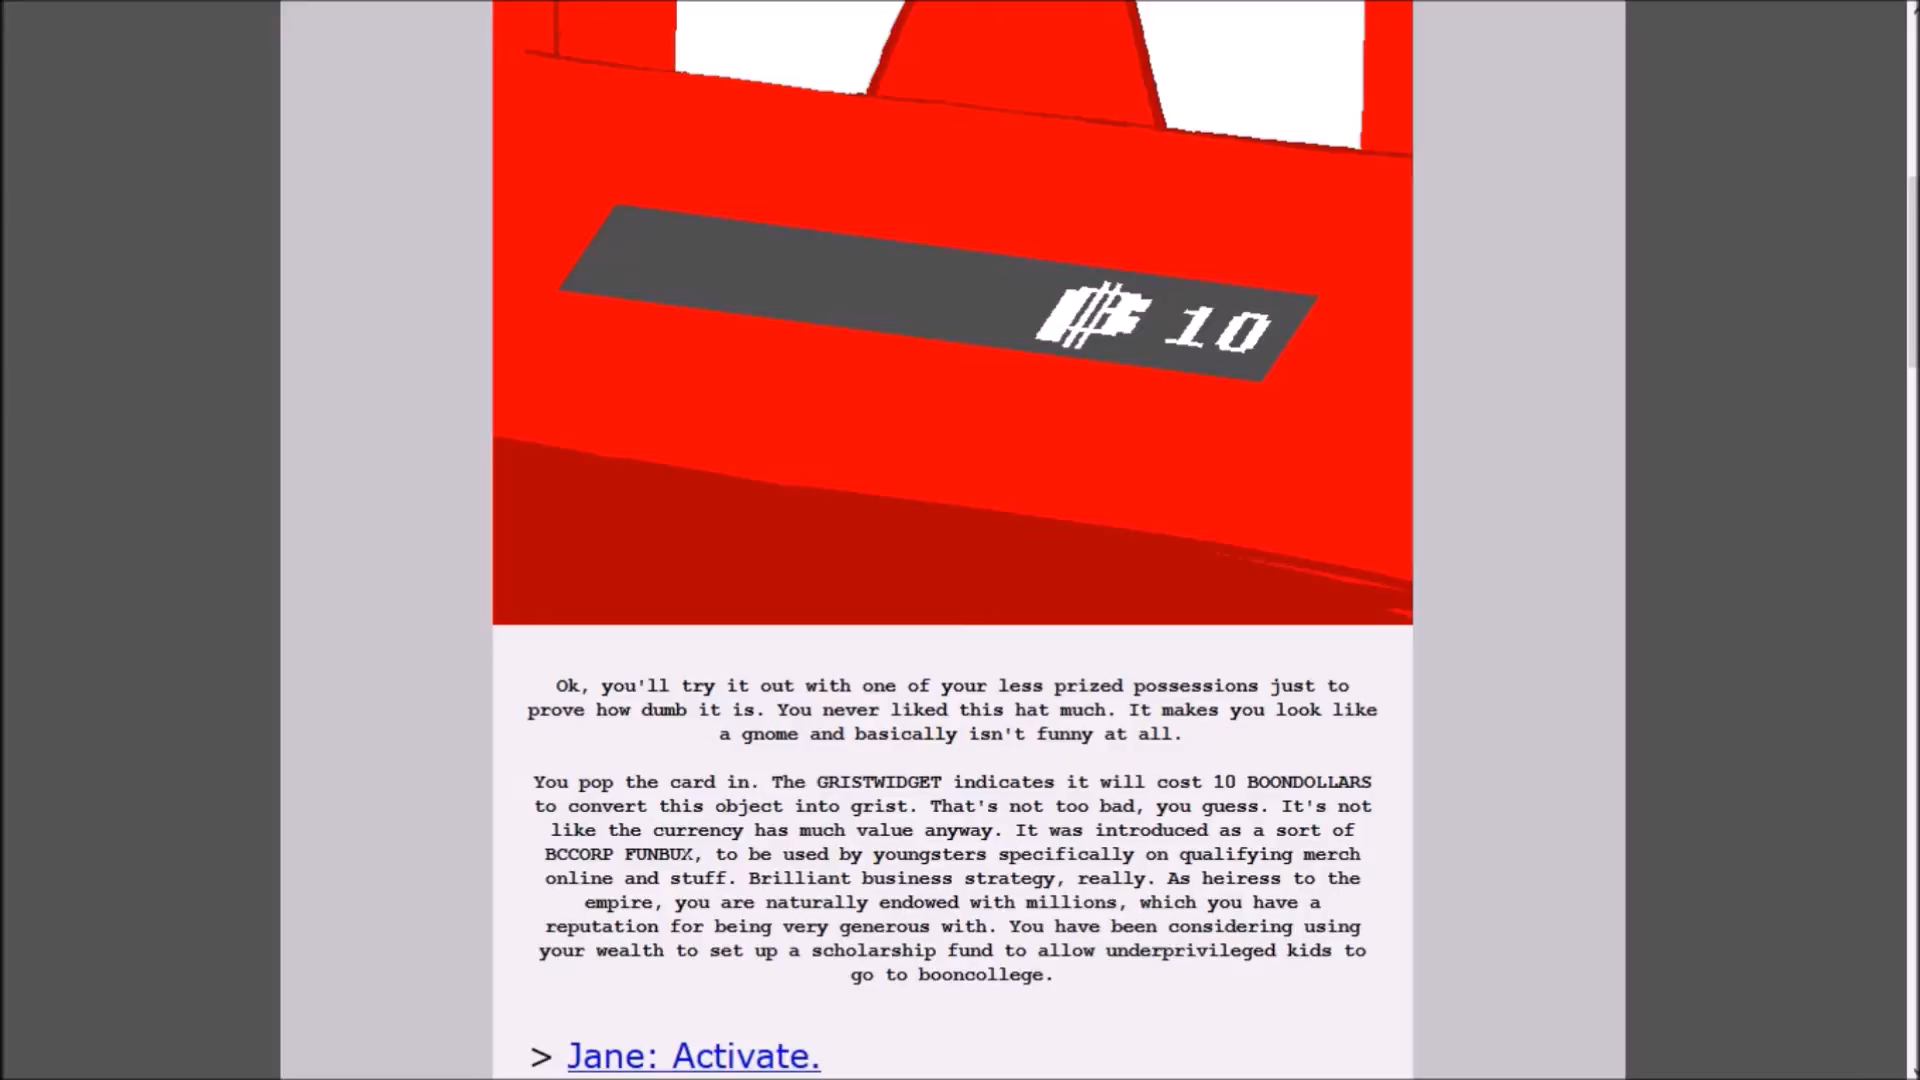 10
Ok, you'll try it out with one of your less prized possessions just to
prove how dumb it is. You never liked this hat much. It makes you look like
a gnome and basically isn't funny at all.
You pop the card in. The GRISTWIDGET indicates it will cost 10 BOONDOLLARS
to convert this object into grist. That's not too bad, you guess. It's not
like the currency has much value anyway. It was introduced as a sort of
BCCORP FUNBUX, to be used by youngsters specifically on qualifying merch
online and stuff. Brilliant business strategy, really. As heiress to the
empire, you are naturally endowed with millions, which you have a
reputation for being very generous with. You have been considering using
your wealth to set up a scholarship fund to allow underprivileged kids to
go to booncollege.
> Jane: Activate.